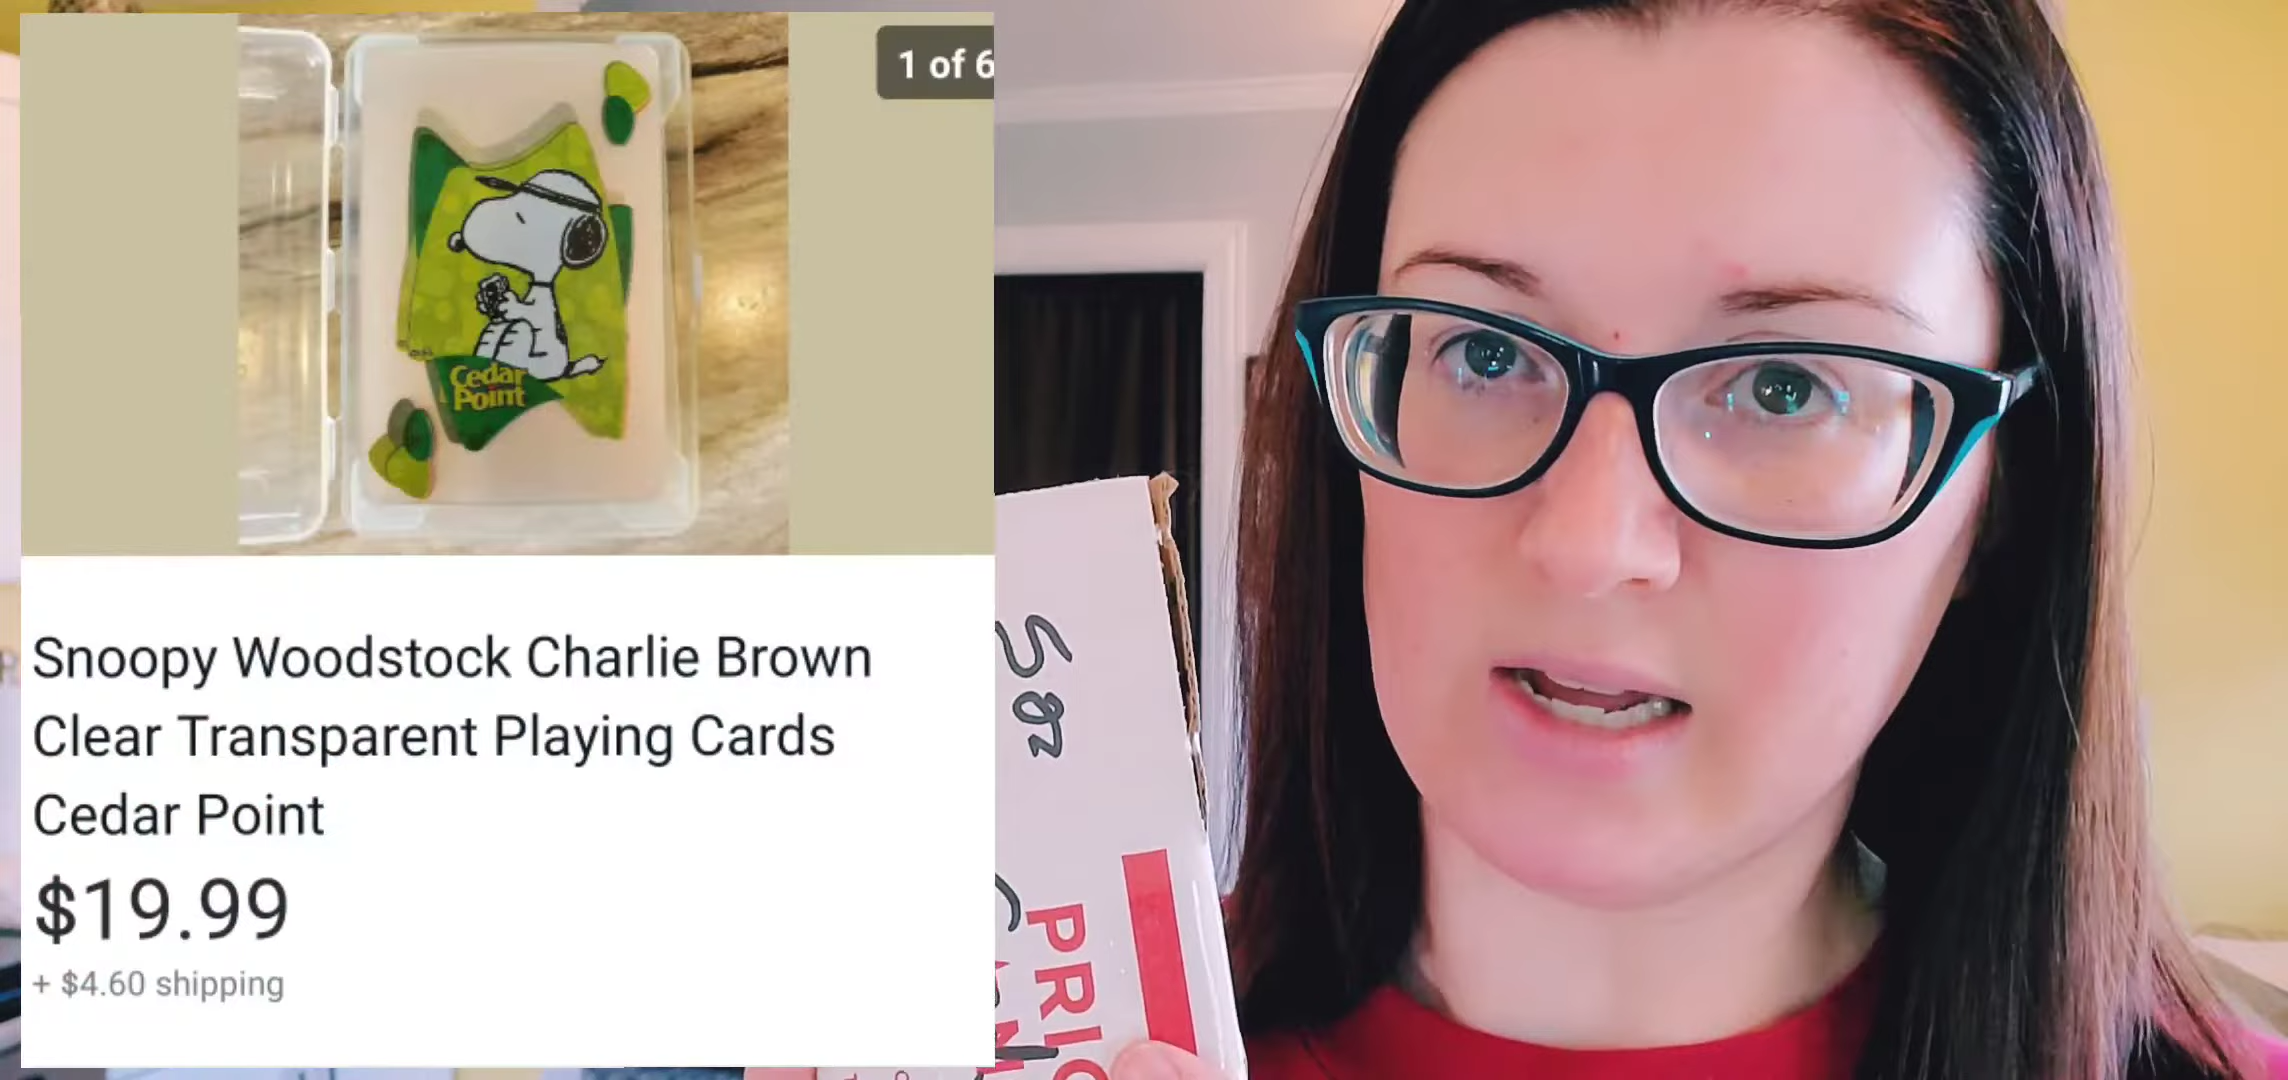 1 of 6
Cedar
Point
Snoopy Woodstock Charlie Brown
Clear Transparent Playing Cards
Cedar Point
$19.99
+ $4.60 shipping